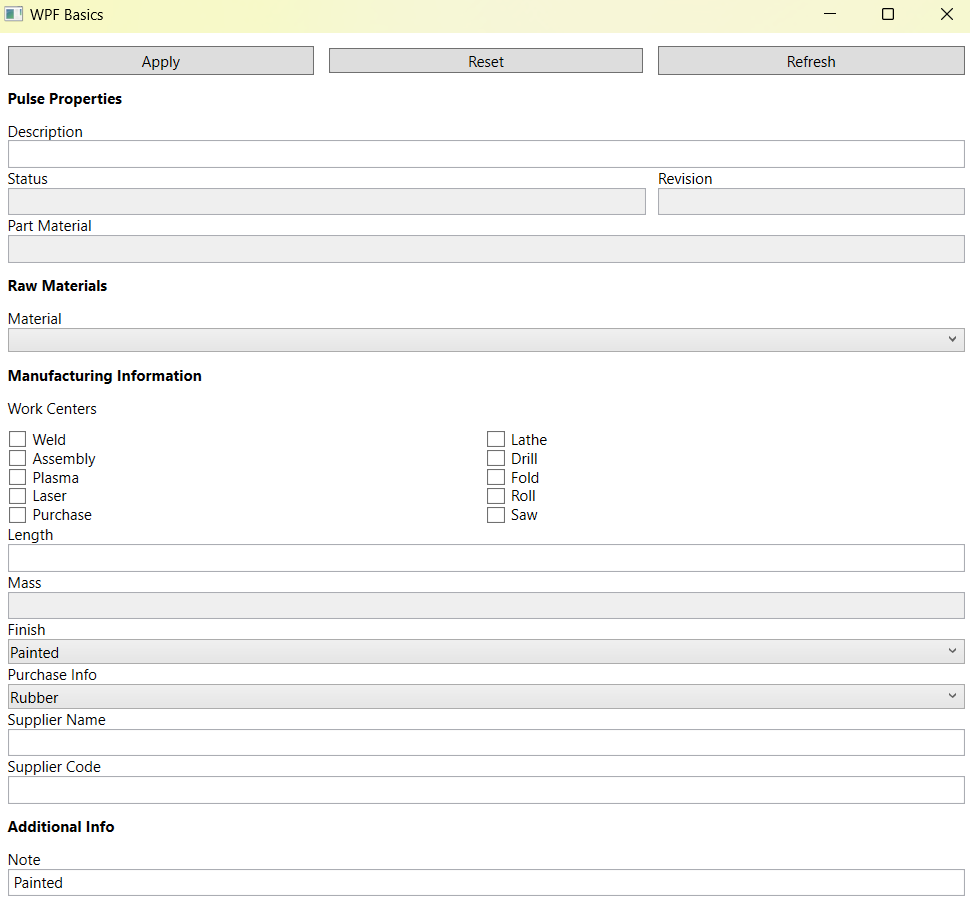 WPF Basics
Apply Reset Refresh
Pulse Properties
Description
Status Revision
Part Material
Raw Materials
Material
Manufacturing Information
Work Centers
Weld Lathe
Assembly Drill
Plasma Fold
Laser Roll
Purchase Saw
Length
Mass
Finish
Painted
Purchase Info
Rubber
Supplier Name
Supplier Code
Additional Info
Note
Painted